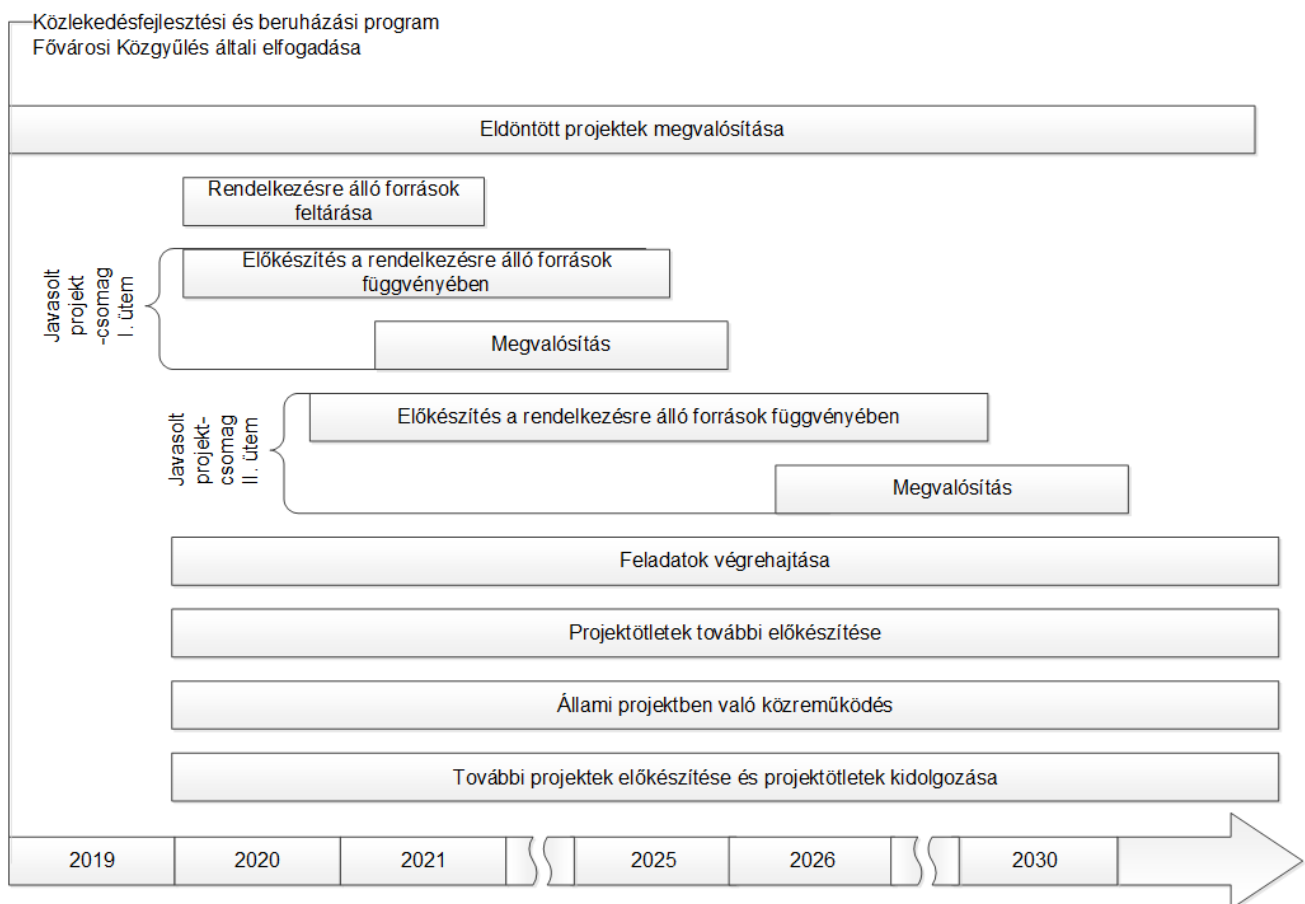 Közlekedésfejlesztési és beruházási program
Fővárosi Közgyűlés általi elfogadása
Eldöntött projektek megvalósítása
Rendelkezésre álló források
feltárása
Javasolt
projekt
-csomag
I. ütem
Előkészítés a rendelkezésre álló források
függvényében
Megvalósítás
Javasolt
projekt-
csomag
II. ütem
Előkészítés a rendelkezésre álló források függvényében
Megvalósítás
Feladatok végrehajtása
Projektötletek további előkészítése
Állami projektben való közreműködés
További projektek előkészítése és projektötletek kidolgozása
2019 2020 2021 2025 2026 2030